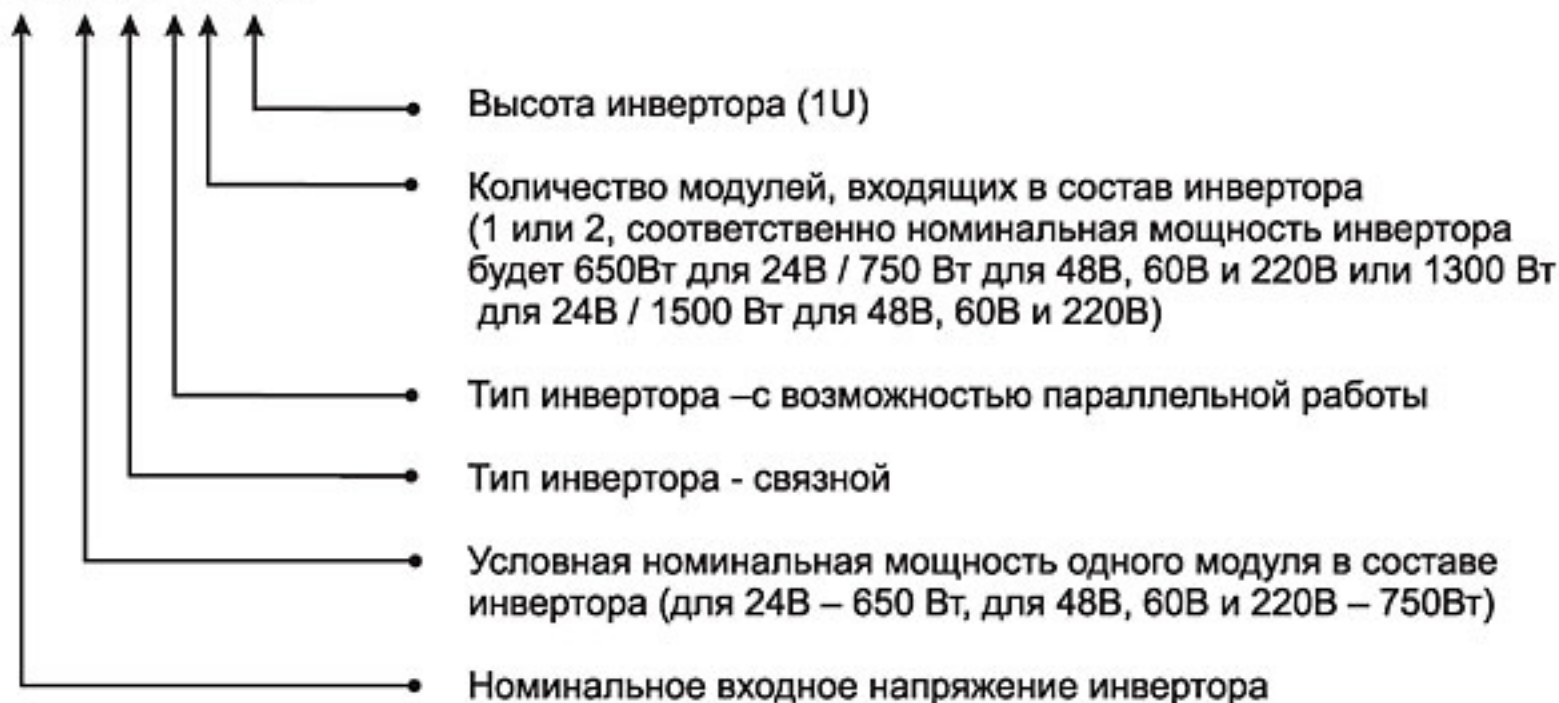 Высота инвертора (1U)
Количество модулей, входящих в состав инвертора
(1 или 2, соответственно номинальная мощность инвертора
будет 650Вт для 24В / 750 Вт для 48В, 60В и 220В или 1300 Вт
для 24В / 1500 Вт для 48В, 60В и 220В)
Тип инвертора –с возможностью параллельной работы
Тип инвертора - связной
Условная номинальная мощность одного модуля в составе
инвертора (для 24В – 650 Вт, для 48В, 60В и 220В – 750Вт)
Номинальное входное напряжение инвертора